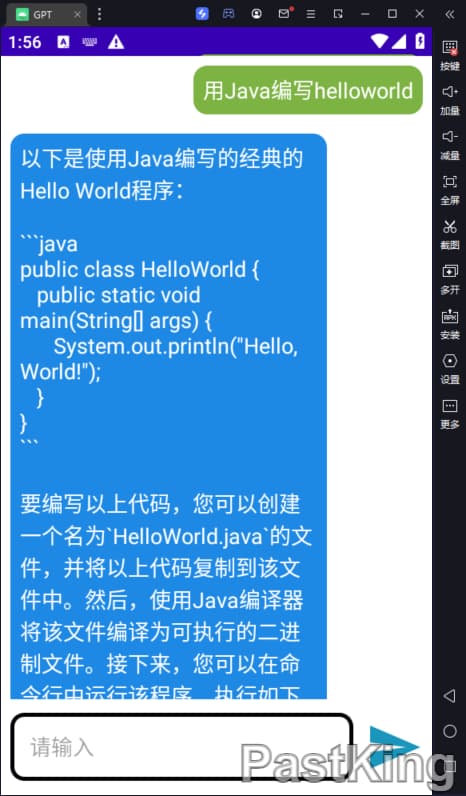 GPT
1:56
按键
加量
减量
全屏
截图
多开
安装
设置
更多
用Java编写helloworld
以下是使用Java编写的经典的
Hello World程序：
```java
public class HelloWorld {
public static void
main(String[] args) {
System.out.println("Hello,
World!");
}
}
```
要编写以上代码，您可以创建
一个名为`HelloWorld.java`的文
件，并将以上代码复制到该文
件中。然后，使用Java编译器
将该文件编译为可执行的二进
制文件。接下来，您可以在命
令行中运行该程序，执行如下
请输入
PastKing